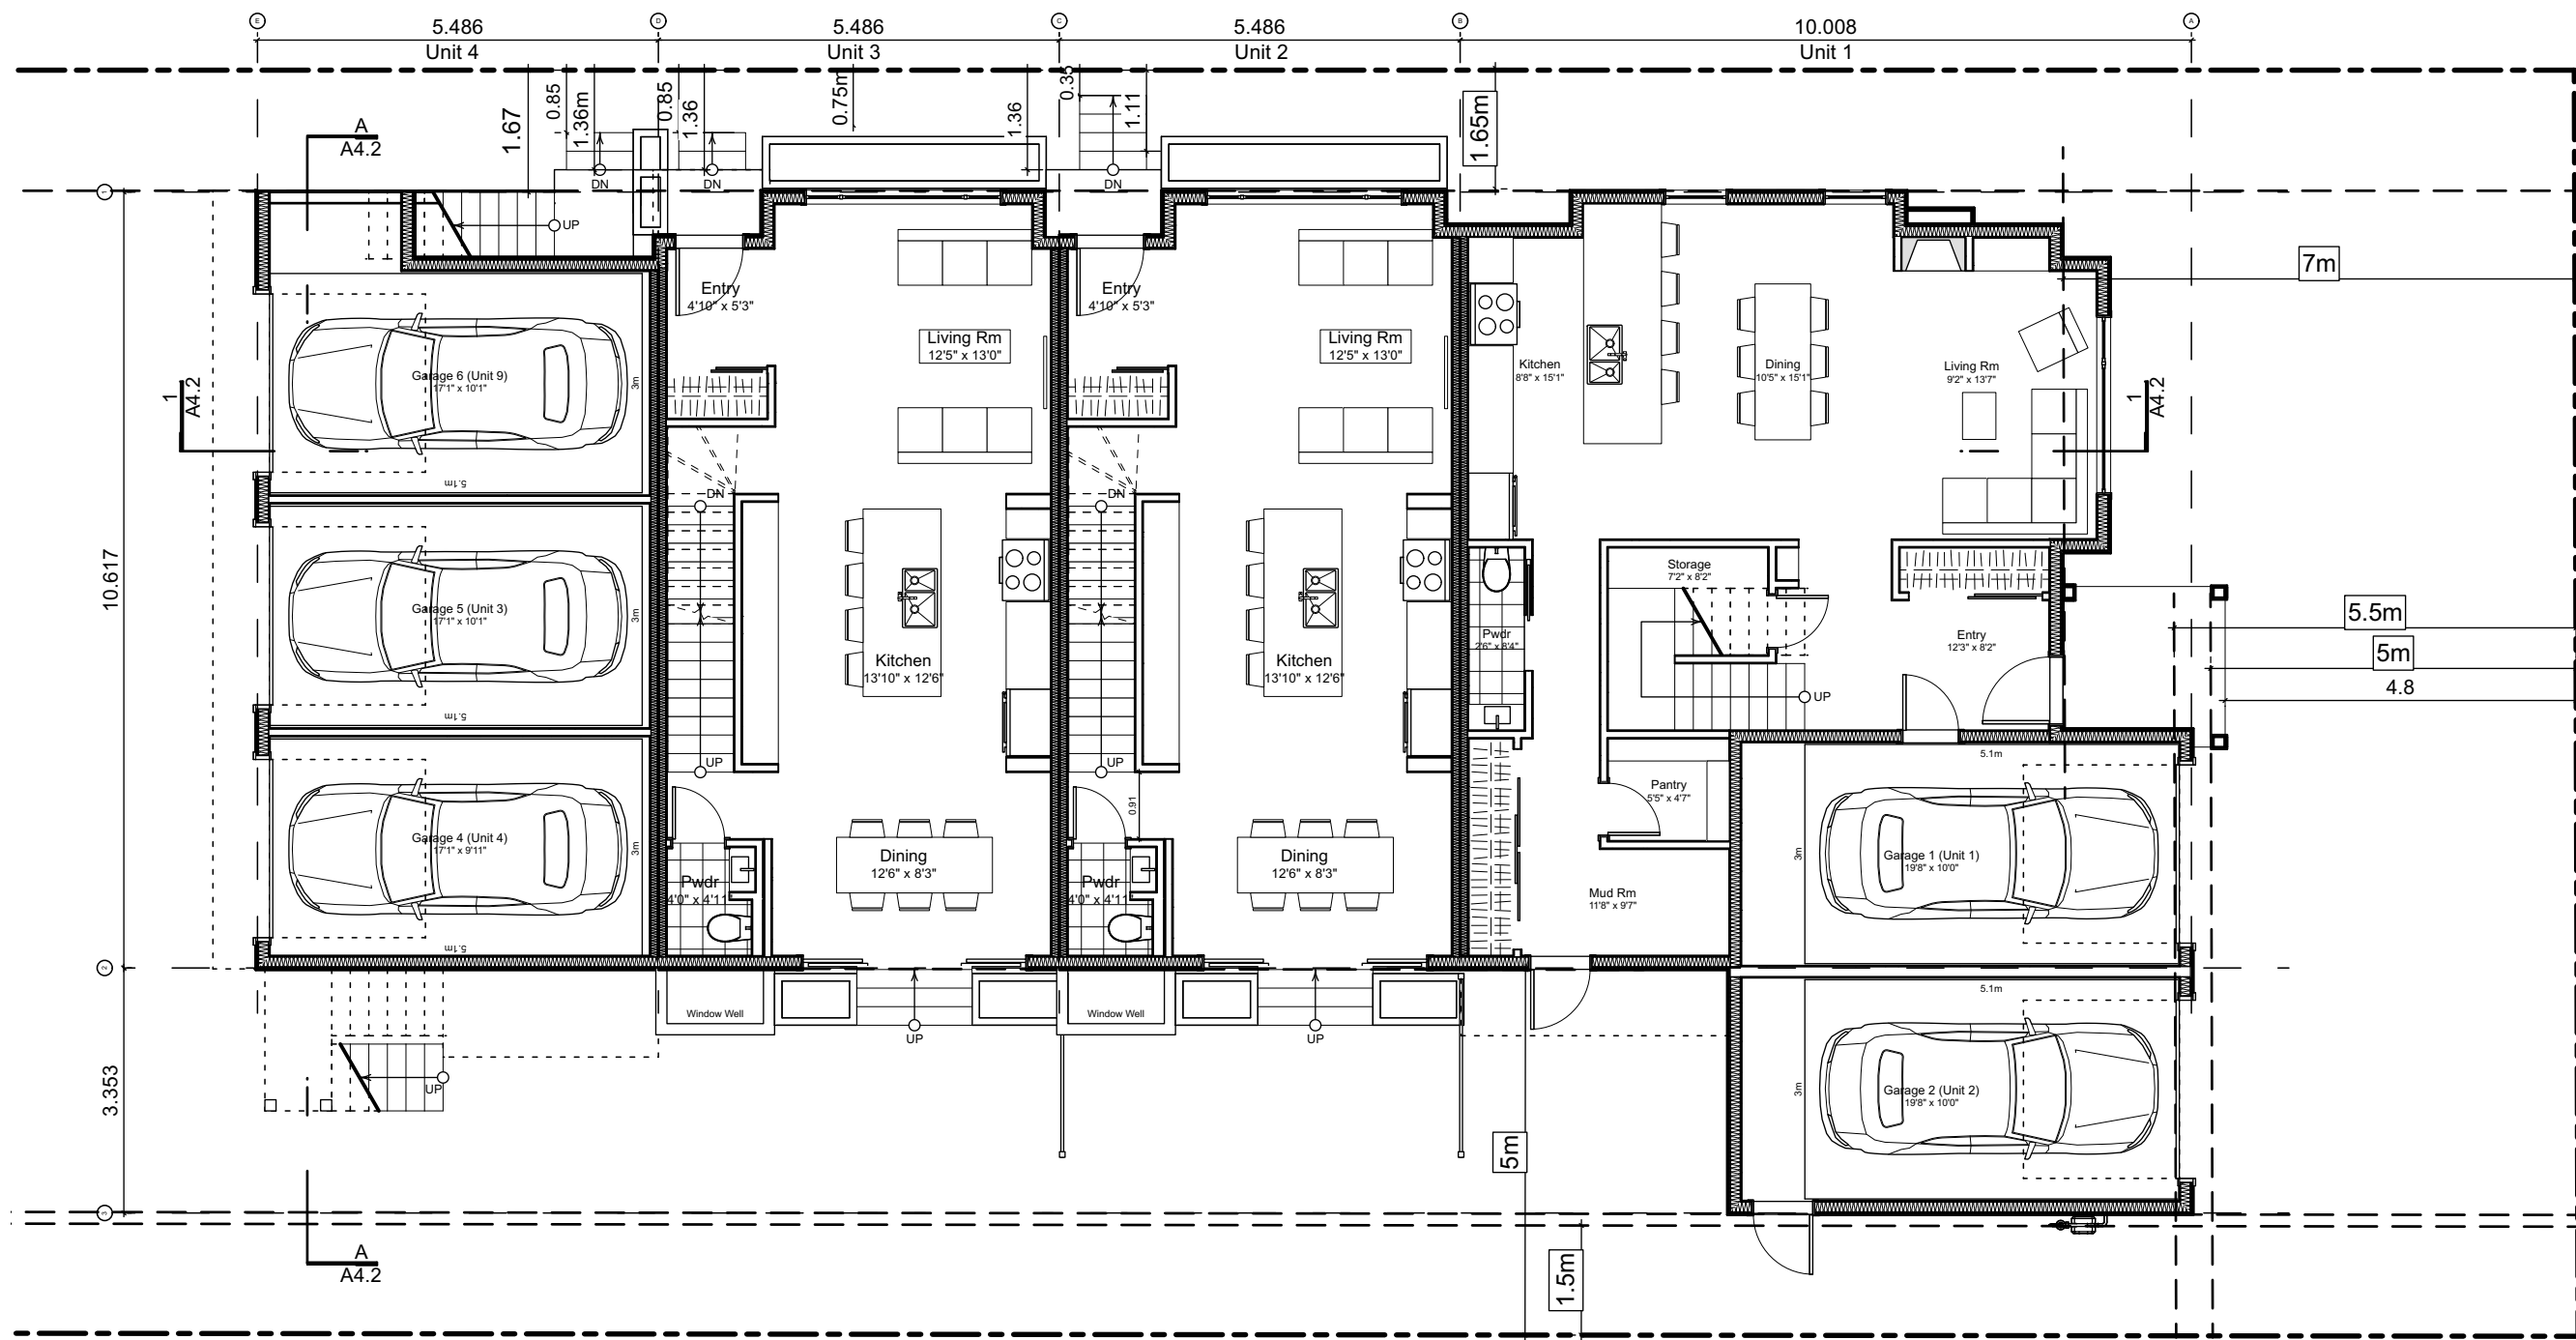 E
D
C
B
A
5.486
5.486
5.486
10.008
Unit 4
Unit 3
Unit 2
Unit 1
1.67
0.85
1.36m
0.85
1.36
0.75m
1.36
0.35
1.11
1.65m
A
A4.2
DN
DN
DN
1
UP
7m
Entry
4'10" x 5'3"
Entry
4'10" x 5'3"
Living Rm
12'5" x 13'0"
Living Rm
12'5" x 13'0"
Kitchen
8'8" x 15'1"
Dining
10'5" x 15'1"
Living Rm
9'2" x 13'7"
Garage 6 (Unit 9)
17'1" x 10'1"
3m
5.1m
1
A4.2
1
A4.2
DN
DN
10.617
Garage 5 (Unit 3)
17'1" x 10'1"
3m
5.1m
Storage
7'2" x 8'2"
Pwdr
2'6" x 8'4"
Entry
12'3" x 8'2"
5.5m
5m
4.8
Kitchen
13'10" x 12'6"
Kitchen
13'10" x 12'6"
UP
UP
UP
0.91
5.1m
Pantry
5'5" x 4'7"
Garage 4 (Unit 4)
17'1" x 9'11"
3m
5.1m
Dining
12'6" x 8'3"
Dining
12'6" x 8'3"
Pwdr
4'0" x 4'11"
Pwdr
4'0" x 4'11"
Garage 1 (Unit 1)
19'8" x 10'0"
3m
Mud Rm
11'8" x 9'7"
2
5.1m
Window Well
Window Well
UP
UP
UP
3.353
Garage 2 (Unit 2)
19'8" x 10'0"
3m
5m
3
A
A4.2
1.5m